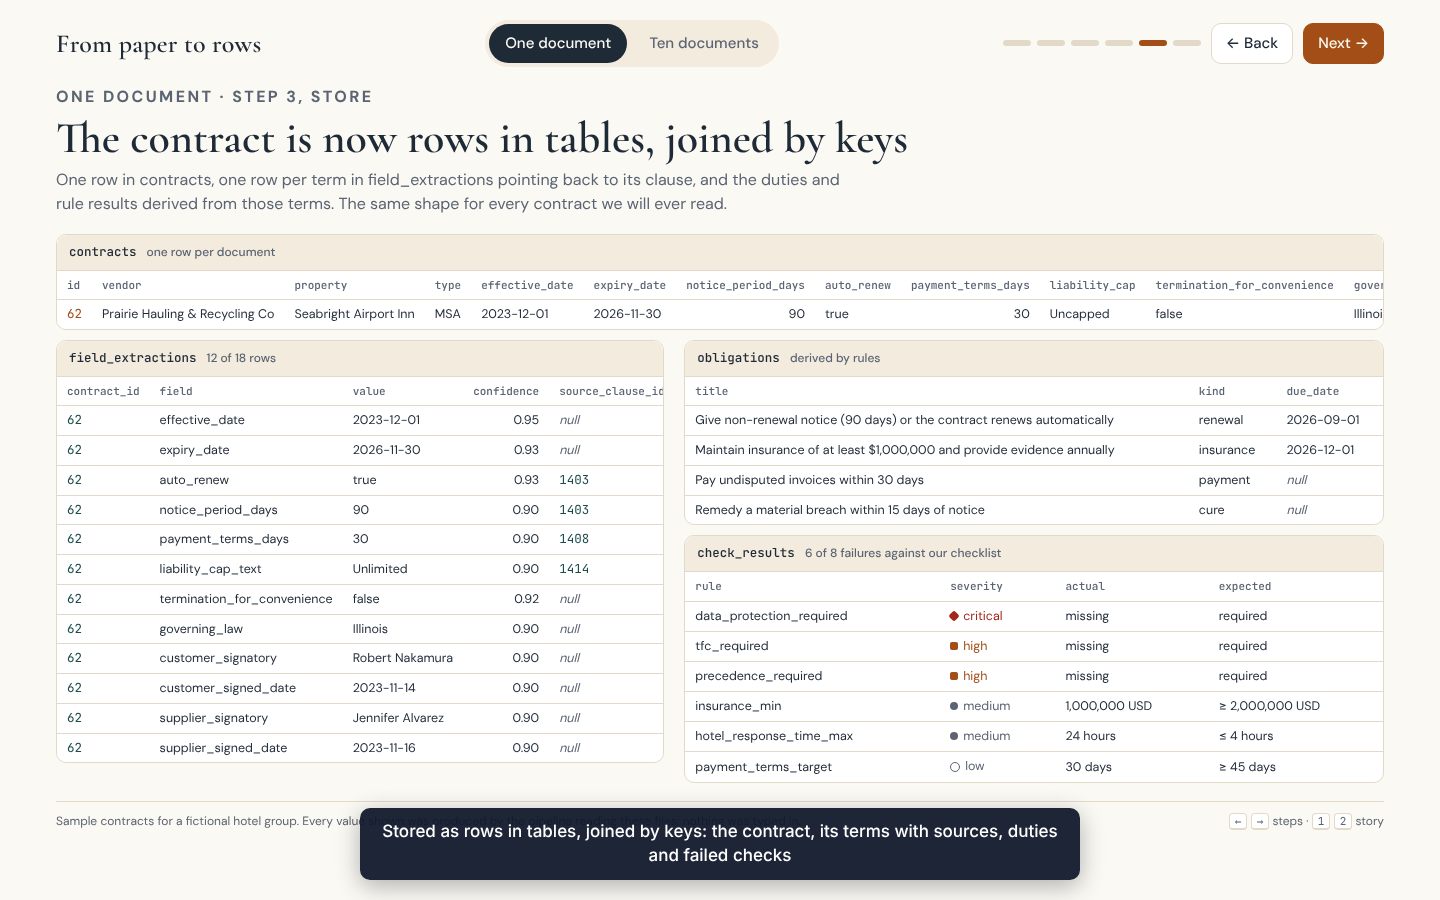 From paper to rows
One document
Ten documents
← Back
Next →
ONE DOCUMENT · STEP 3, STORE
The contract is now rows in tables, joined by keys
One row in contracts, one row per term in field_extractions pointing back to its clause, and the duties and
rule results derived from those terms. The same shape for every contract we will ever read.
contracts one row per document
id vendor property type effective_date expiry_date notice_period_days auto_renew payment_terms_days liability_cap termination_for_convenience gover
62 Prairie Hauling & Recycling Co Seabright Airport Inn MSA 2023-12-01 2026-11-30 90 true 30 Uncapped false Illinoi
field_extractions 12 of 18 rows
contract_id field value confidence source_clause_id
62 effective_date 2023-12-01 0.95 null
62 expiry_date 2026-11-30 0.93 null
62 auto_renew true 0.93 1403
62 notice_period_days 90 0.90 1403
62 payment_terms_days 30 0.90 1408
62 liability_cap_text Unlimited 0.90 1414
62 termination_for_convenience false 0.92 null
62 governing_law Illinois 0.90 null
62 customer_signatory Robert Nakamura 0.90 null
62 customer_signed_date 2023-11-14 0.90 null
62 supplier_signatory Jennifer Alvarez 0.90 null
62 supplier_signed_date 2023-11-16 0.90 null
obligations derived by rules
title kind due_date
Give non-renewal notice (90 days) or the contract renews automatically renewal 2026-09-01
Maintain insurance of at least $1,000,000 and provide evidence annually insurance 2026-12-01
Pay undisputed invoices within 30 days payment null
Remedy a material breach within 15 days of notice cure null
check_results 6 of 8 failures against our checklist
rule severity actual expected
data_protection_required critical missing required
tfc_required high missing required
precedence_required high missing required
insurance_min medium 1,000,000 USD ≥ 2,000,000 USD
hotel_response_time_max medium 24 hours ≤ 4 hours
payment_terms_target low 30 days ≥ 45 days
Sample contracts for a fictional hotel group. Every value
← → steps · 1 2 story
Stored as rows in tables, joined by keys: the contract, its terms with sources, duties
and failed checks